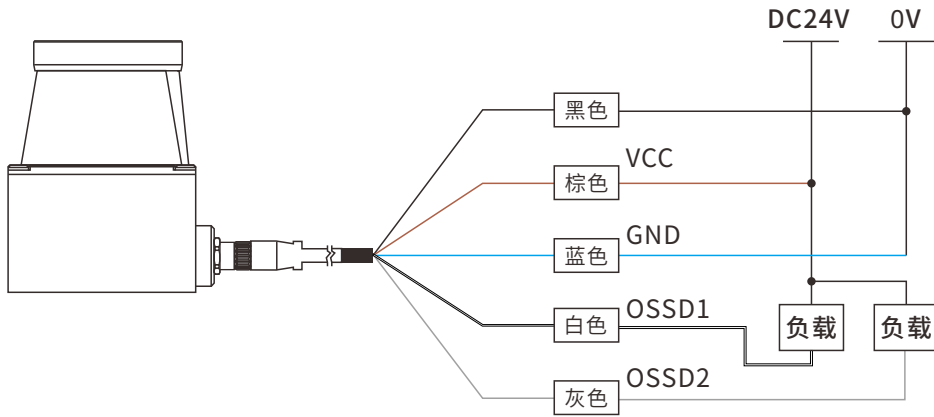 DC24V 0V
黑色
VCC
棕色
GND
蓝色
OSSD1
白色
负载 负载
OSSD2
灰色